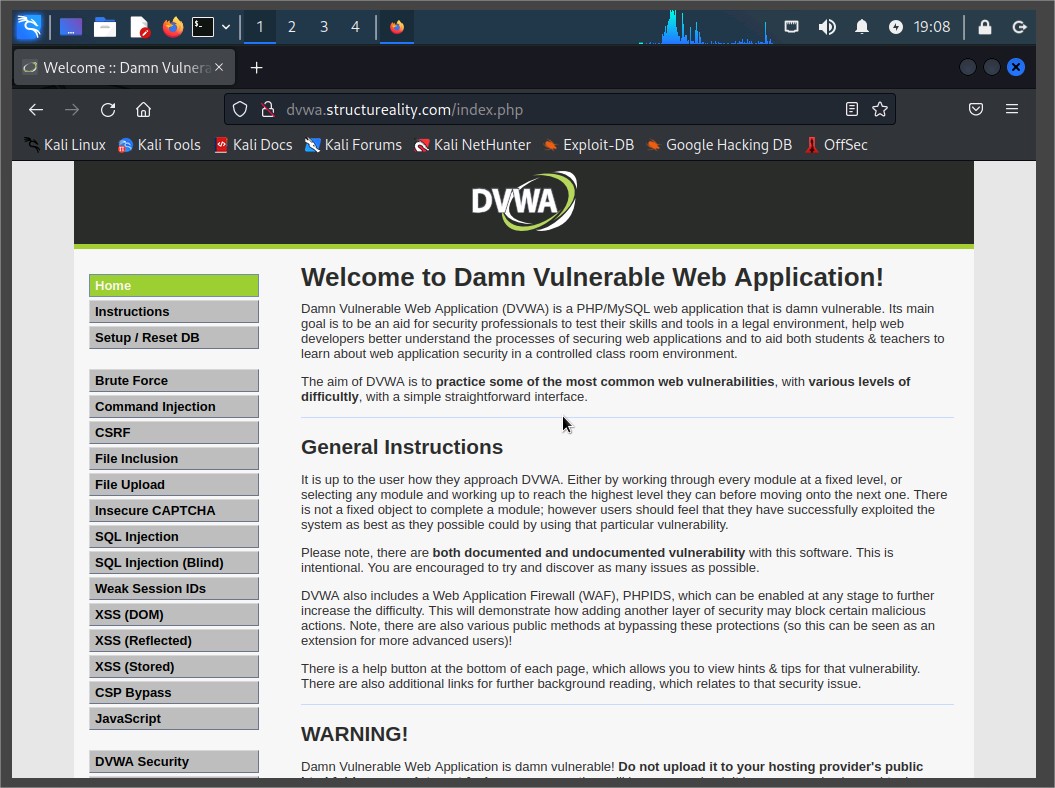 1 2 3 4 19:08
Welcome :: Damn Vulnera
dvwa.structureality.com/index.php
Kali Linux Kali Tools Kali Docs Kali Forums Kali NetHunter Exploit-DB Google Hacking DB OffSec
DVWA
Home
Instructions
Setup / Reset DB
Brute Force
Command Injection
CSRF
File Inclusion
File Upload
Insecure CAPTCHA
SQL Injection
SQL Injection (Blind)
Weak Session IDs
XSS (DOM)
XSS (Reflected)
XSS (Stored)
CSP Bypass
JavaScript
DVWA Security
Welcome to Damn Vulnerable Web Application!
Damn Vulnerable Web Application (DVWA) is a PHP/MySQL web application that is damn vulnerable. Its main
goal is to be an aid for security professionals to test their skills and tools in a legal environment, help web
developers better understand the processes of securing web applications and to aid both students & teachers to
learn about web application security in a controlled class room environment.
The aim of DVWA is to practice some of the most common web vulnerabilities, with various levels of
difficultly, with a simple straightforward interface.
General Instructions
It is up to the user how they approach DVWA. Either by working through every module at a fixed level, or
selecting any module and working up to reach the highest level they can before moving onto the next one. There
is not a fixed object to complete a module; however users should feel that they have successfully exploited the
system as best as they possible could by using that particular vulnerability.
Please note, there are both documented and undocumented vulnerability with this software. This is
intentional. You are encouraged to try and discover as many issues as possible.
DVWA also includes a Web Application Firewall (WAF), PHPIDS, which can be enabled at any stage to further
increase the difficulty. This will demonstrate how adding another layer of security may block certain malicious
actions. Note, there are also various public methods at bypassing these protections (so this can be seen as an
extension for more advanced users)!
There is a help button at the bottom of each page, which allows you to view hints & tips for that vulnerability.
There are also additional links for further background reading, which relates to that security issue.
WARNING!
Damn Vulnerable Web Application is damn vulnerable! Do not upload it to your hosting provider's public